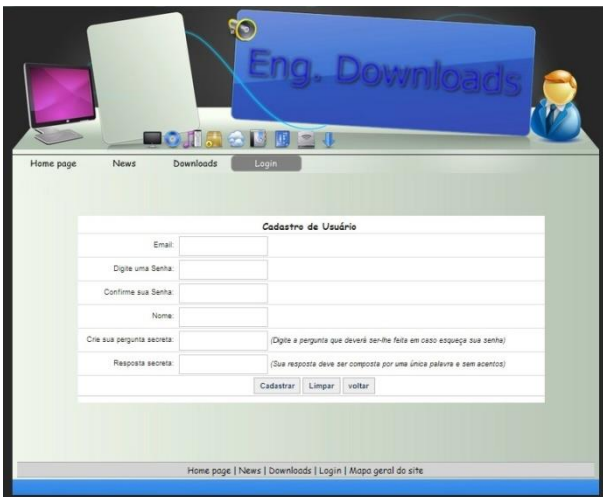 Eng. Downloads
Home page News Downloads Login
Cadastro de Usuário
Email:
Digite uma Senha:
Confirme sua Senha:
Nome:
Crie sua pergunta secreta: (Digite a pergunta que deverá ser-lhe feita em caso esqueça sua senha)
Resposta secreta: (Sua resposta deve ser composta por uma única palavra e sem acentos)
Cadastrar Limpar voltar
Home page | News | Downloads | Login | Mapa geral do site